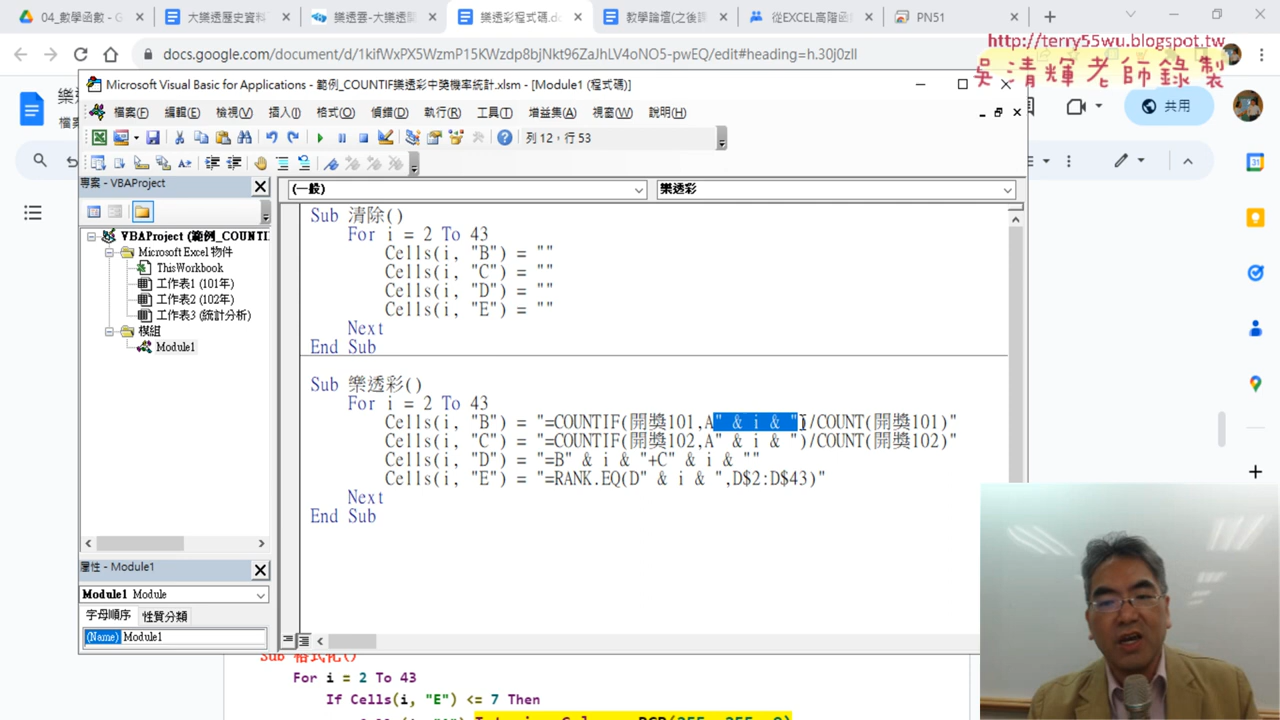 04_數學函數 - G
大樂透歷史資料
樂透雲-大樂透
樂透彩程式碼.d
教學論壇(之後課
從EXCEL高階函
PN51
docs.google.com/document/d/1kifWxPX5WzmP15KWzdp8bjNkt96ZaJhLV4oNO5-pwEQ/edit#heading=h.30j0zll
http://terry55wu.blogspot.tw
吳清輝老師錄製
Microsoft Visual Basic for Applications - 範例_COUNTIF樂透彩中獎機率統計.xlsm - [Module1 (程式碼)]
共用
檔案(F) 編輯(E) 檢視(V) 插入(I) 格式(O) 偵錯(D) 執行(R) 工具(T) 增益集(A) 視窗(W) 說明(H)
列 12，行 53
專案 - VBAProject
(一般)
樂透彩
VBAProject (範例_COUNTI
Microsoft Excel 物件
ThisWorkbook
工作表1 (101年)
工作表2 (102年)
工作表3 (統計分析)
模組
Module1
屬性 - Module1
Module1 Module
字母順序 性質分類
(Name) Module1
Sub 清除()
For i = 2 To 43
Cells(i, "B") = ""
Cells(i, "C") = ""
Cells(i, "D") = ""
Cells(i, "E") = ""
Next
End Sub
Sub 樂透彩()
For i = 2 To 43
Cells(i, "B") = "=COUNTIF(開獎101,A" & i & ")/COUNT(開獎101)"
Cells(i, "C") = "=COUNTIF(開獎102,A" & i & ")/COUNT(開獎102)"
Cells(i, "D") = "=B" & i & "+C" & i & ""
Cells(i, "E") = "=RANK.EQ(D" & i & ",D$2:D$43)"
Next
End Sub
Sub 格式化()
For i = 2 To 43
If Cells(i, "E") <= 7 Then